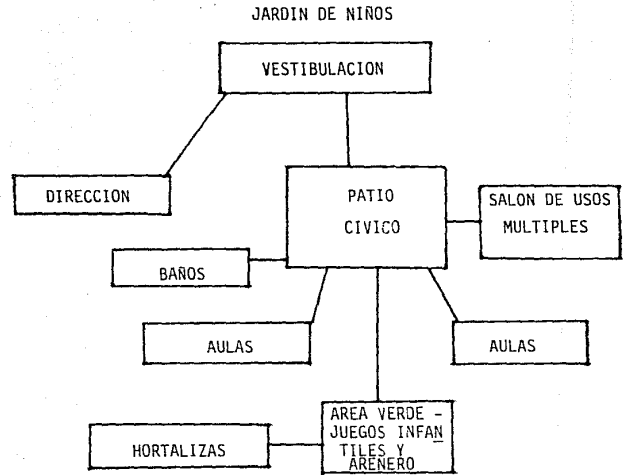 JARDIN DE NIÑOS
VESTIBULACION
DIRECCION
PATIO
CIVICO
SALON DE USOS
MULTIPLES
BAÑOS
AULAS
AULAS
AREA VERDE -
JUEGOS INFAN
TILES Y
ARENERO
HORTALIZAS